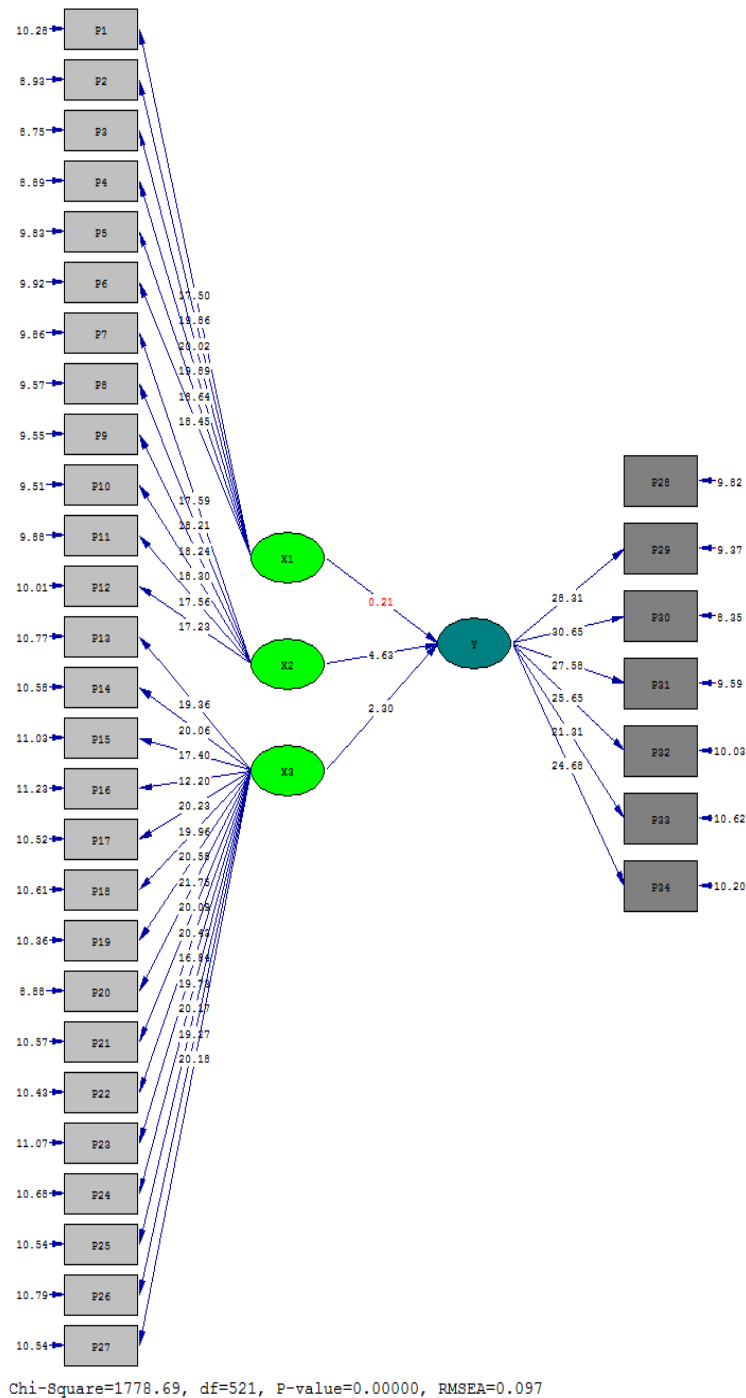 10.28 P1
8.93 P2
8.75 P3
8.89 P4
9.83 P5
9.92 P6
17.50
9.86 P7
19.86
20.02
19.89
9.57 P8
18.64
18.45
9.55 P9
P28 9.82
9.51 P10
17.59
18.21
9.88 P11
18.24
P29 9.37
X1
18.30
10.01 P12
17.56
28.31
0.21
P30 8.35
17.23
10.77 P13
30.65
Y
4.63
X2
27.58
P31 9.59
10.58 P14
19.36
25.65
2.30
20.06
11.03 P15
21.31
P32 10.03
17.40
24.68
X3
12.20
11.23 P16
20.23
P33 10.62
19.96
10.52 P17
20.58
21.75
P34 10.20
10.61 P18
20.09
20.43
10.36 P19
16.84
19.73
8.88 P20
20.17
19.27
10.57 P21
20.18
10.43 P22
11.07 P23
10.68 P24
10.54 P25
10.79 P26
10.54 P27
Chi-Square=1778.69, df=521, P-value=0.00000, RMSEA=0.097